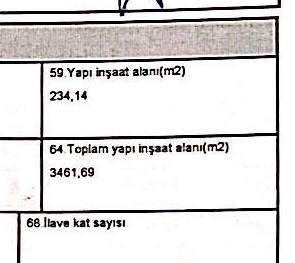 59.Yapı inşaat alanı(m2)
234,14
64.Toplam yapı inşaat alanı(m2)
3461,69
68.İlave kat sayısı